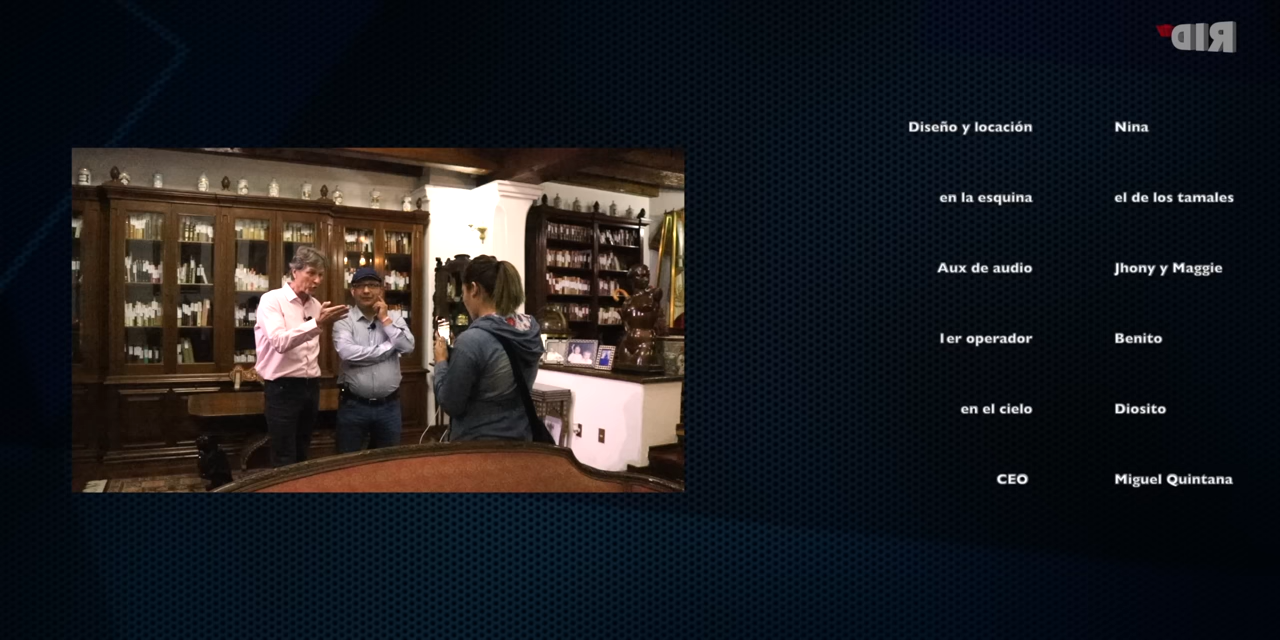 RID
Diseño y locación Nina
en la esquina el de los tamales
Aux de audio Jhony y Maggie
1er operador Benito
en el cielo Diosito
CEO Miguel Quintana